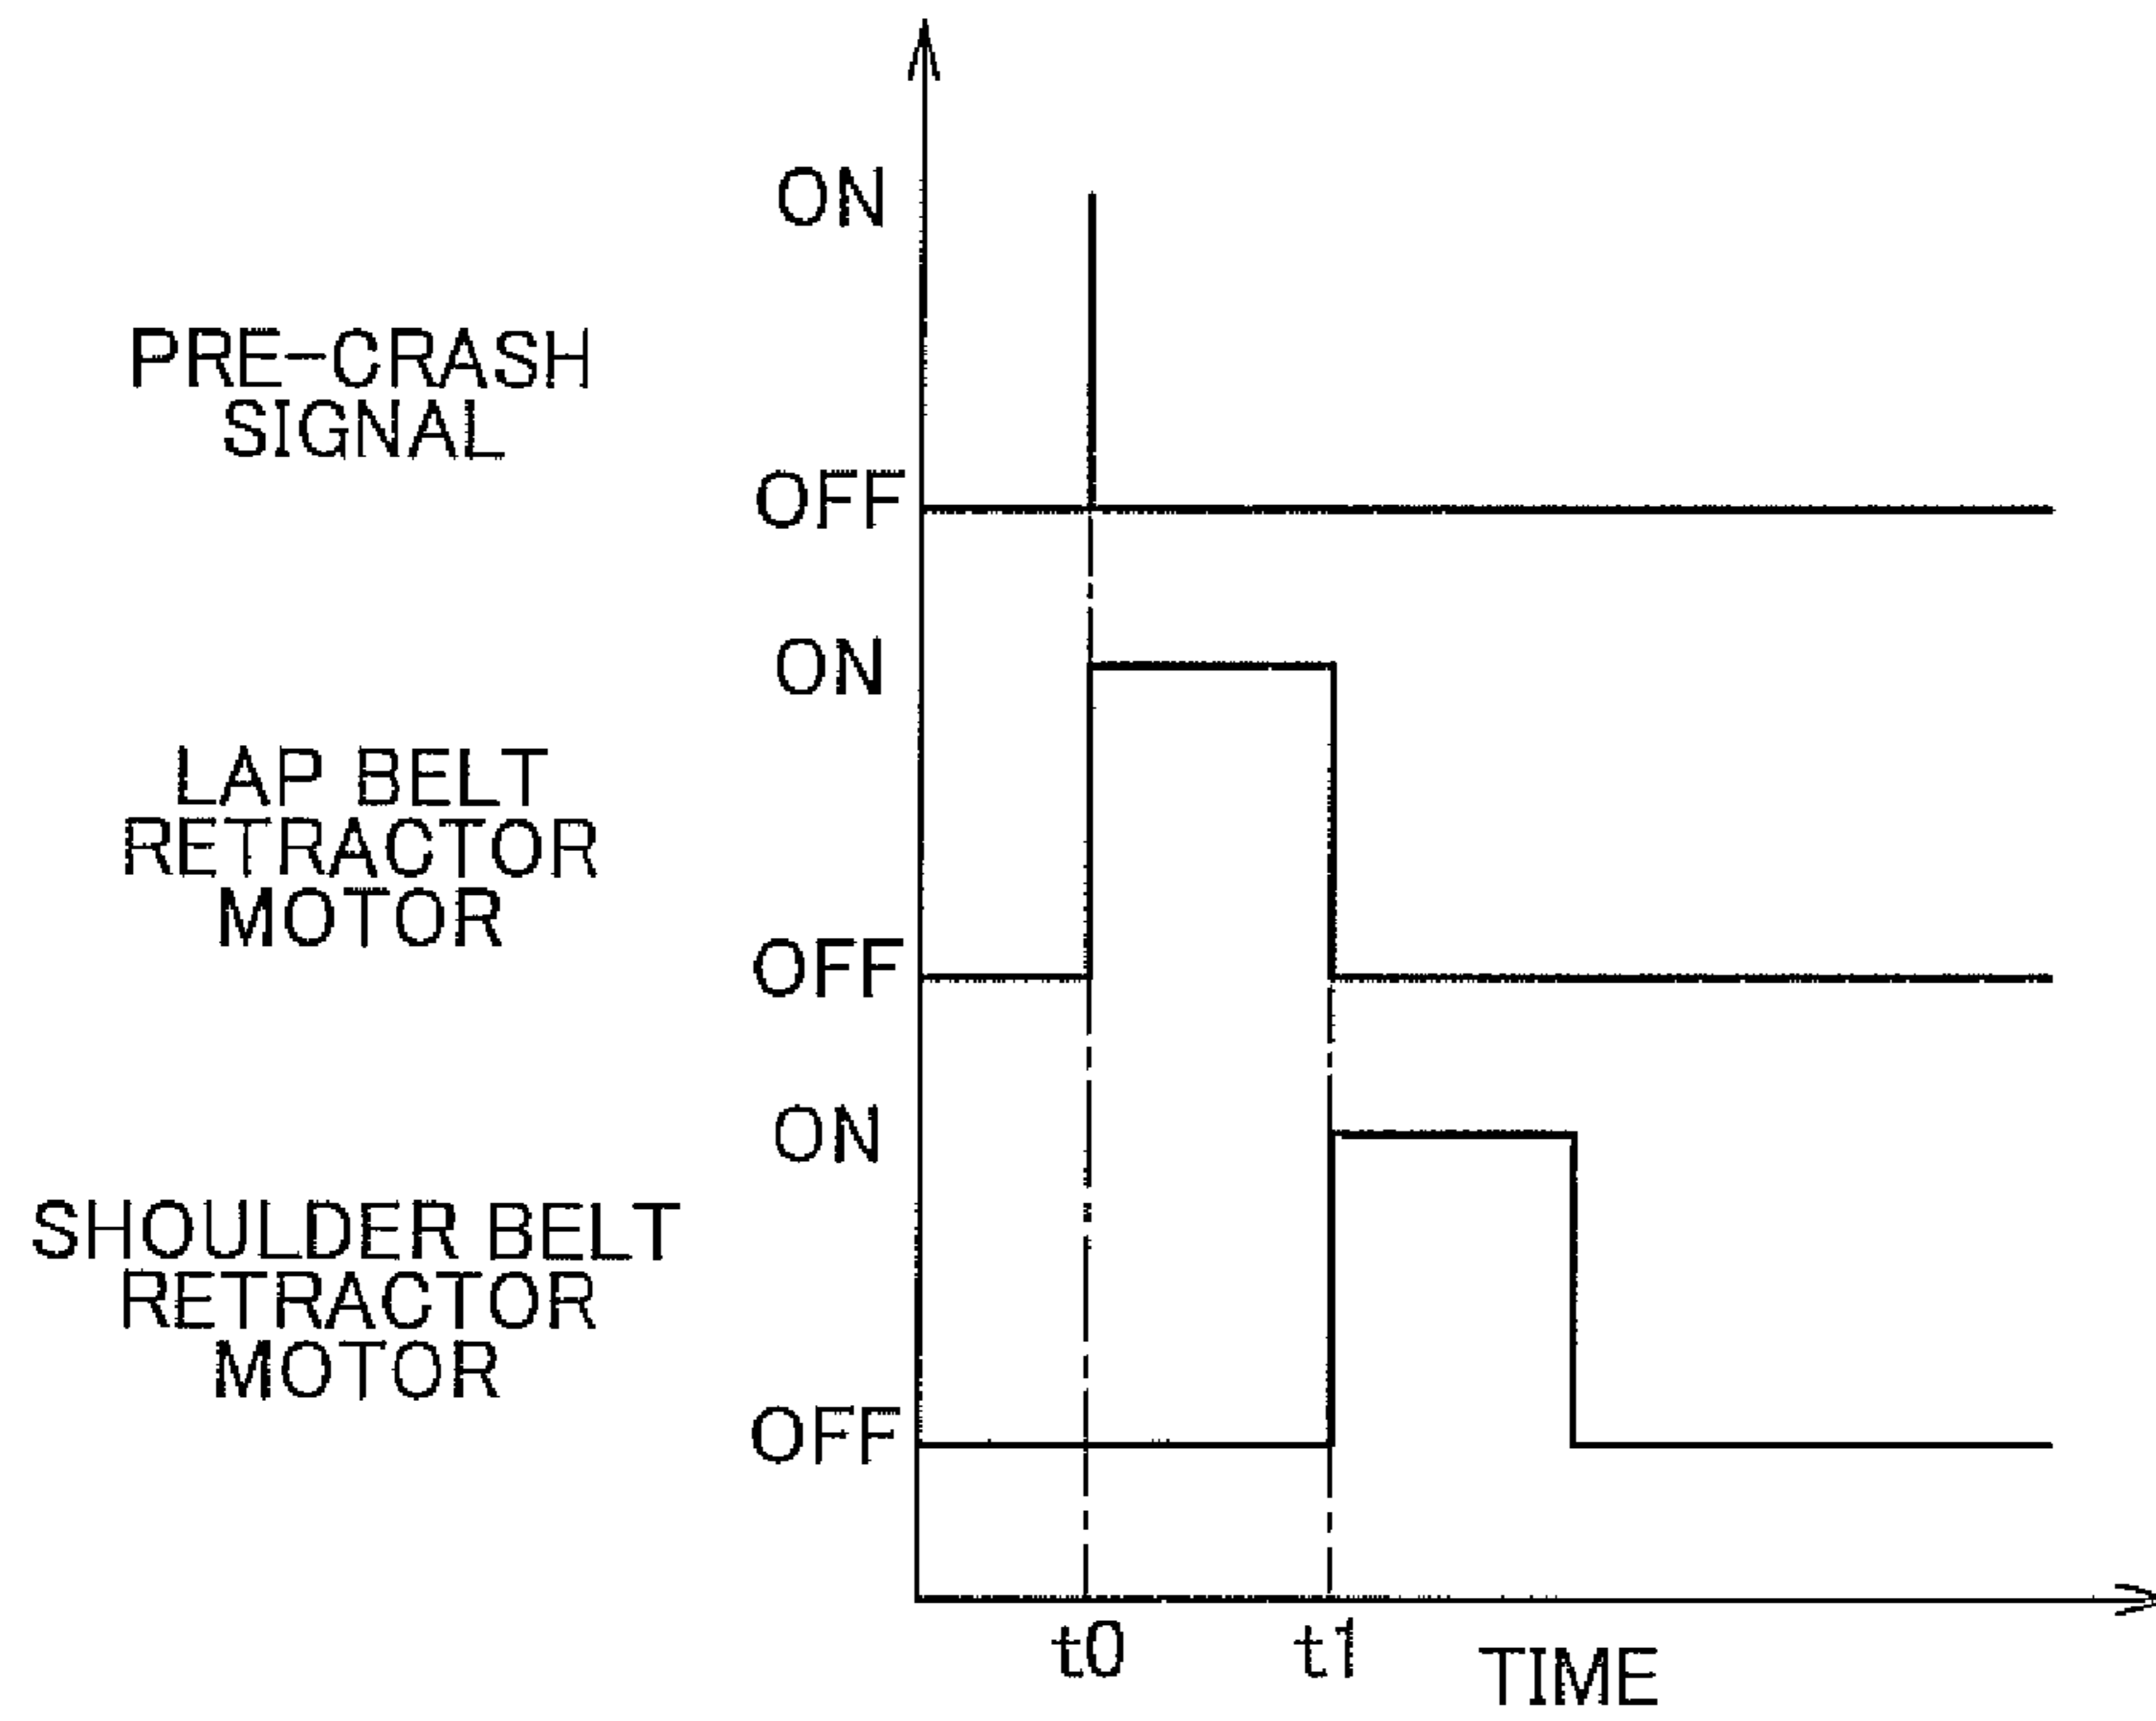 ON
PRE-CRASH
SIGNAL
OFF
ON
LAP BELT
RETRACTOR
MOTOR
OFF
ON
SHOULDER BELT
RETRACTOR
MOTOR
OFF
t0
t1
TIME